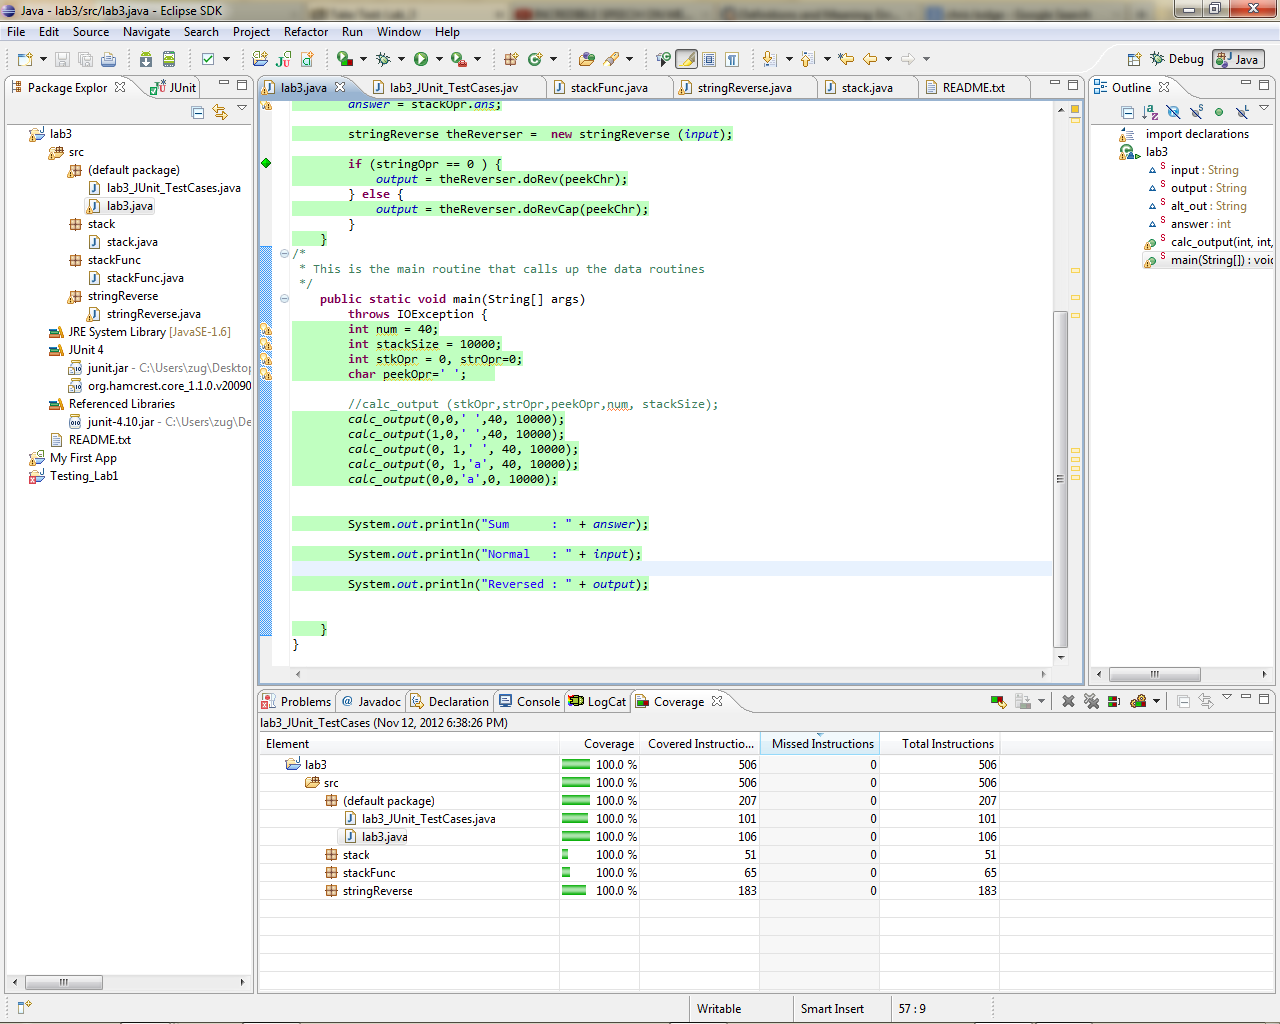 Java - lab3/src/lab3.java - Eclipse SDK
File Edit Source Navigate Search Project Refactor Run Window Help
Debug Java
Package Explor JUnit
lab3
src
(default package)
lab3_JUnit_TestCases.java
lab3.java
stack
stack.java
stackFunc
stackFunc.java
stringReverse
stringReverse.java
JRE System Library [JavaSE-1.6]
JUnit 4
junit.jar - C:\Users\zug\Desktop
org.hamcrest.core_1.1.0.v20090
Referenced Libraries
junit-4.10.jar - C:\Users\zug\De
README.txt
My First App
Testing_Lab1
lab3.java lab3_JUnit_TestCases.jav stackFunc.java stringReverse.java stack.java README.txt
answer = stackOpr.ans;
stringReverse theReverser = new stringReverse (input);
if (stringOpr == 0 ) {
output = theReverser.doRev(peekChr);
} else {
output = theReverser.doRevCap(peekChr);
}
}
/*
* This is the main routine that calls up the data routines
*/
public static void main(String[] args)
throws IOException {
int num = 40;
int stackSize = 10000;
int stkOpr = 0, strOpr=0;
char peekOpr=' ';
//calc_output (stkOpr,strOpr,peekOpr,num, stackSize);
calc_output(0,0,' ',40, 10000);
calc_output(1,0,' ',40, 10000);
calc_output(0, 1,' ', 40, 10000);
calc_output(0, 1,'a', 40, 10000);
calc_output(0,0,'a',0, 10000);
System.out.println("Sum      : " + answer);
System.out.println("Normal   : " + input);
System.out.println("Reversed : " + output);
}
}
Outline
import declarations
lab3
input : String
output : String
alt_out : String
answer : int
calc_output(int, int,
main(String[]) : voic
Problems Javadoc Declaration Console LogCat Coverage
lab3_JUnit_TestCases (Nov 12, 2012 6:38:26 PM)
Element Coverage Covered Instructio... Missed Instructions Total Instructions
lab3 100.0 % 506 0 506
src 100.0 % 506 0 506
(default package) 100.0 % 207 0 207
lab3_JUnit_TestCases.java 100.0 % 101 0 101
lab3.java 100.0 % 106 0 106
stack 100.0 % 51 0 51
stackFunc 100.0 % 65 0 65
stringReverse 100.0 % 183 0 183
Writable Smart Insert 57 : 9